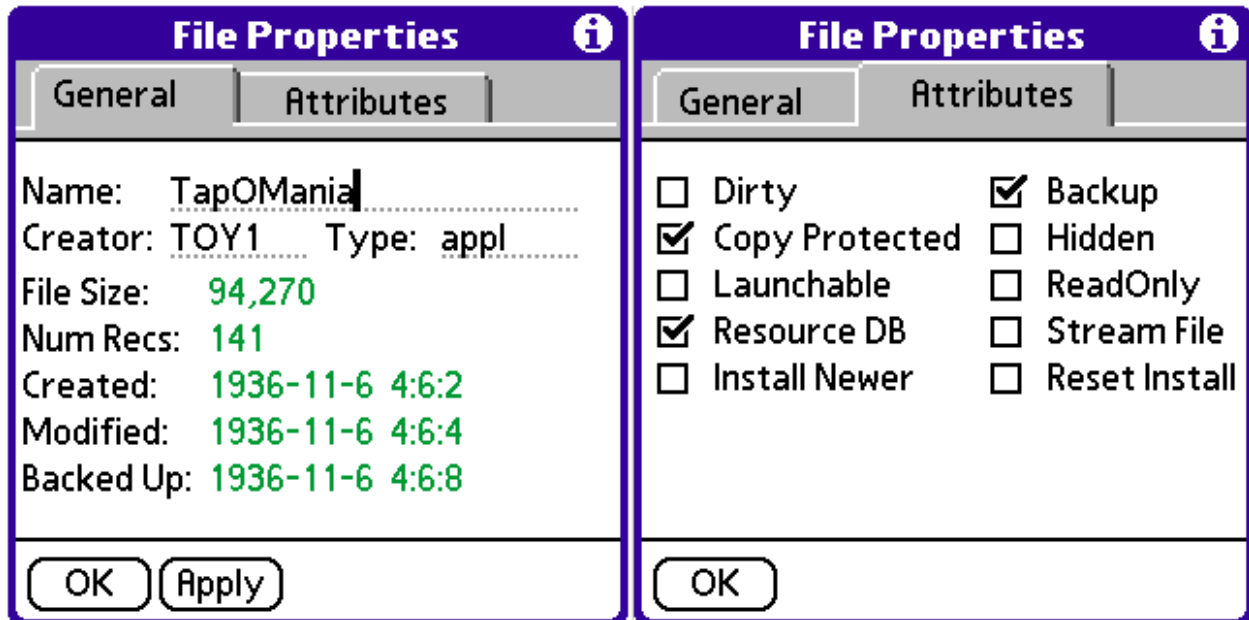 File Properties
General Attributes
Name: TapOMania
Creator: TOY1 Type: appl
File Size: 94,270
Num Recs: 141
Created: 1936-11-6 4:6:2
Modified: 1936-11-6 4:6:4
Backed Up: 1936-11-6 4:6:8
OK Apply
File Properties
General Attributes
Dirty Backup
Copy Protected Hidden
Launchable ReadOnly
Resource DB Stream File
Install Newer Reset Install
OK